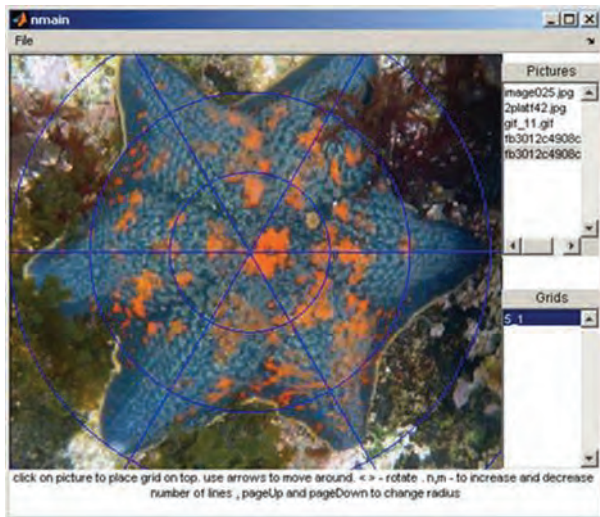 nmain
File
Pictures
image025.jpg
2platf42.jpg
gif_11.gif
fb3012c4908c
fb3012c4908c
Grids
5_1
click on picture to place grid on top. use arrows to move around. < > - rotate . n,m - to increase and decrease
number of lines , pageUp and pageDown to change radius